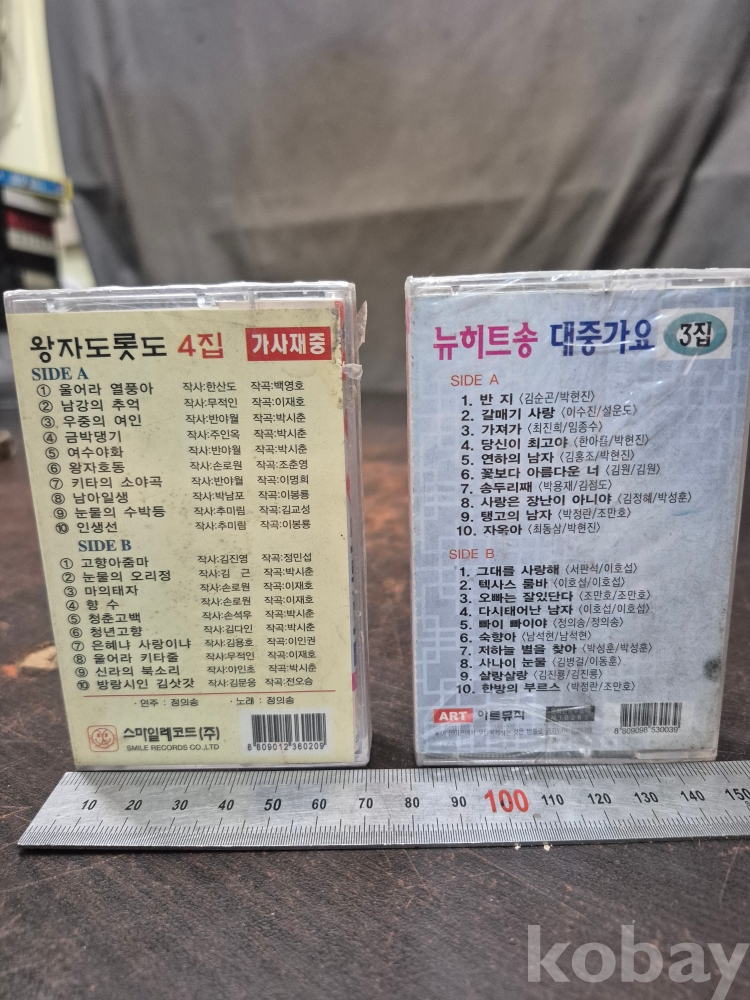 왕자도롯도 4집 가사재중
SIDE A
① 울어라 열풍아 작사:한산도 작곡:백영호
② 남강의 추억 작사:무적인 작곡:이재호
③ 우중의 여인 작사:반야월 작곡:박시춘
④ 금박댕기 작사:주인옥 작곡:박시춘
⑤ 여수야화 작사:반야월 작곡:박시춘
⑥ 왕자호동 작사:손로원 작곡:조춘영
⑦ 키타의 소야곡 작사:반야월 작곡:이명희
⑧ 남아일생 작사:박남포 작곡:이봉룡
⑨ 눈물의 수박등 작사:추미림 작곡:김교성
⑩ 인생선 작사:추미림 작곡:이봉룡
SIDE B
① 고향아줌마 작사:김진영 작곡:정민섭
② 눈물의 오리정 작사:김 근 작곡:박시춘
③ 마의태자 작사:손로원 작곡:이재호
④ 향 수 작사:손로원 작곡:이재호
⑤ 청춘고백 작사:손석우 작곡:박시춘
⑥ 청년고향 작사:김다인 작곡:박시춘
⑦ 은혜냐 사랑이냐 작사:김용호 작곡:이인권
⑧ 울어라 키타줄 작사:무적인 작곡:이재호
⑨ 신라의 북소리 작사:야인초 작곡:박시춘
⑩ 방랑시인 김삿갓 작사:김문응 작곡:전오승
· 연주 : 정의송 · 노래 : 정의송
스마일레코드(주)
SMILE RECORDS CO.,LTD
8 809012 360209
뉴히트송 대중가요 3집
SIDE A
1. 반 지 (김순곤/박현진)
2. 갈매기 사랑 (이수진/설운도)
3. 가져가 (최진희/임종수)
4. 당신이 최고야 (한아림/박현진)
5. 연하의 남자 (김홍조/박현진)
6. 꽃보다 아름다운 너 (김원/김원)
7. 송두리째 (박용재/김정도)
8. 사랑은 장난이 아니야 (김정혜/박성훈)
9. 탱고의 남자 (박정란/조만호)
10. 자옥아 (최동삼/박현진)
SIDE B
1. 그대를 사랑해 (서판석/이호섭)
2. 텍사스 룸바 (이호섭/이호섭)
3. 오빠는 잘있단다 (조만호/조만호)
4. 다시태어난 남자 (이호섭/이호섭)
5. 빠이 빠이야 (정의송/정의송)
6. 숙향아 (남석현/남석현)
7. 저하늘 별을 찾아 (박성훈/박성훈)
8. 사나이 눈물 (김병걸/이동훈)
9. 살랑살랑 (김진룡/김진룡)
10. 한방의 부르스 (박정란/조만호)
ART 아트뮤직
8 809098 530039
10 20 30 40 50 60 70 80 90 100 110 120 130 140 150
kobay